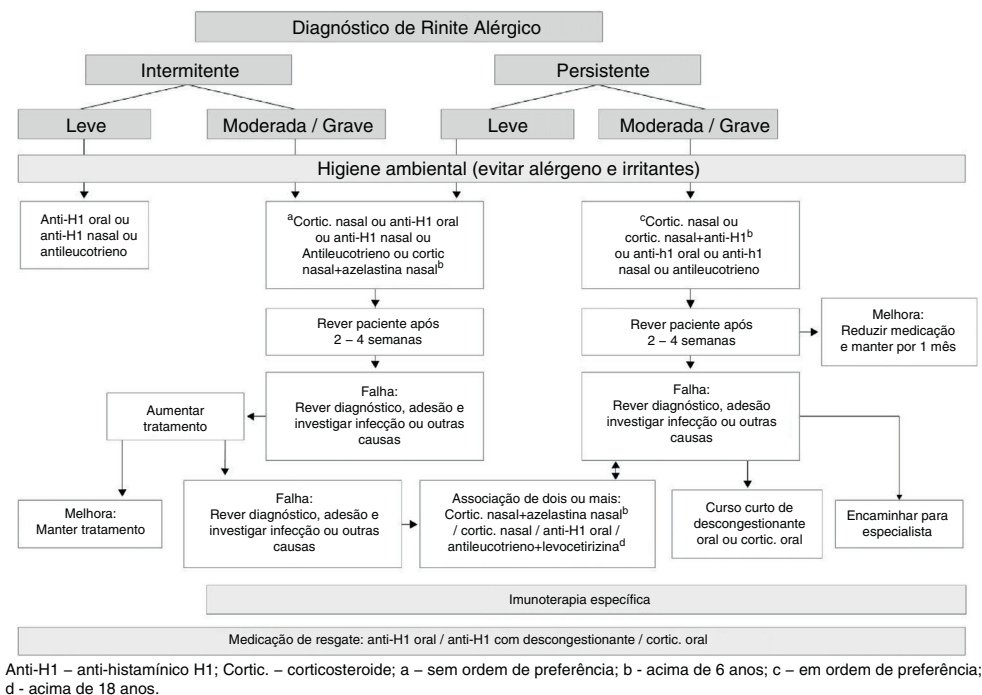 Diagnóstico de Rinite Alérgico
Intermitente
Persistente
Leve
Moderada / Grave
Leve
Moderada / Grave
Higiene ambiental (evitar alérgeno e irritantes)
Anti-H1 oral ou
anti-H1 nasal ou
antileucotrieno
aCortic. nasal ou anti-H1 oral
ou anti-H1 nasal ou
Antileucotrieno ou cortic
nasal+azelastina nasalb
cCortic. nasal ou
cortic. nasal+anti-H1b
ou anti-h1 oral ou anti-h1
nasal ou antileucotrieno
Rever paciente após
2 – 4 semanas
Rever paciente após
2 – 4 semanas
Melhora:
Reduzir medicação
e manter por 1 mês
Aumentar
tratamento
Falha:
Rever diagnóstico, adesão e
investigar infecção ou outras
causas
Falha:
Rever diagnóstico, adesão
investigar infecção ou outras
causas
Melhora:
Manter tratamento
Falha:
Rever diagnóstico, adesão e
investigar infecção ou outras
causas
Associação de dois ou mais:
Cortic. nasal+azelastina nasalb
/ cortic. nasal / anti-H1 oral /
antileucotrieno+levocetirizinad
Curso curto de
descongestionante
oral ou cortic. oral
Encaminhar para
especialista
Imunoterapia específica
Medicação de resgate: anti-H1 oral / anti-H1 com descongestionante / cortic. oral
Anti-H1 – anti-histamínico H1; Cortic. – corticosteroide; a – sem ordem de preferência; b - acima de 6 anos; c – em ordem de preferência;
d - acima de 18 anos.